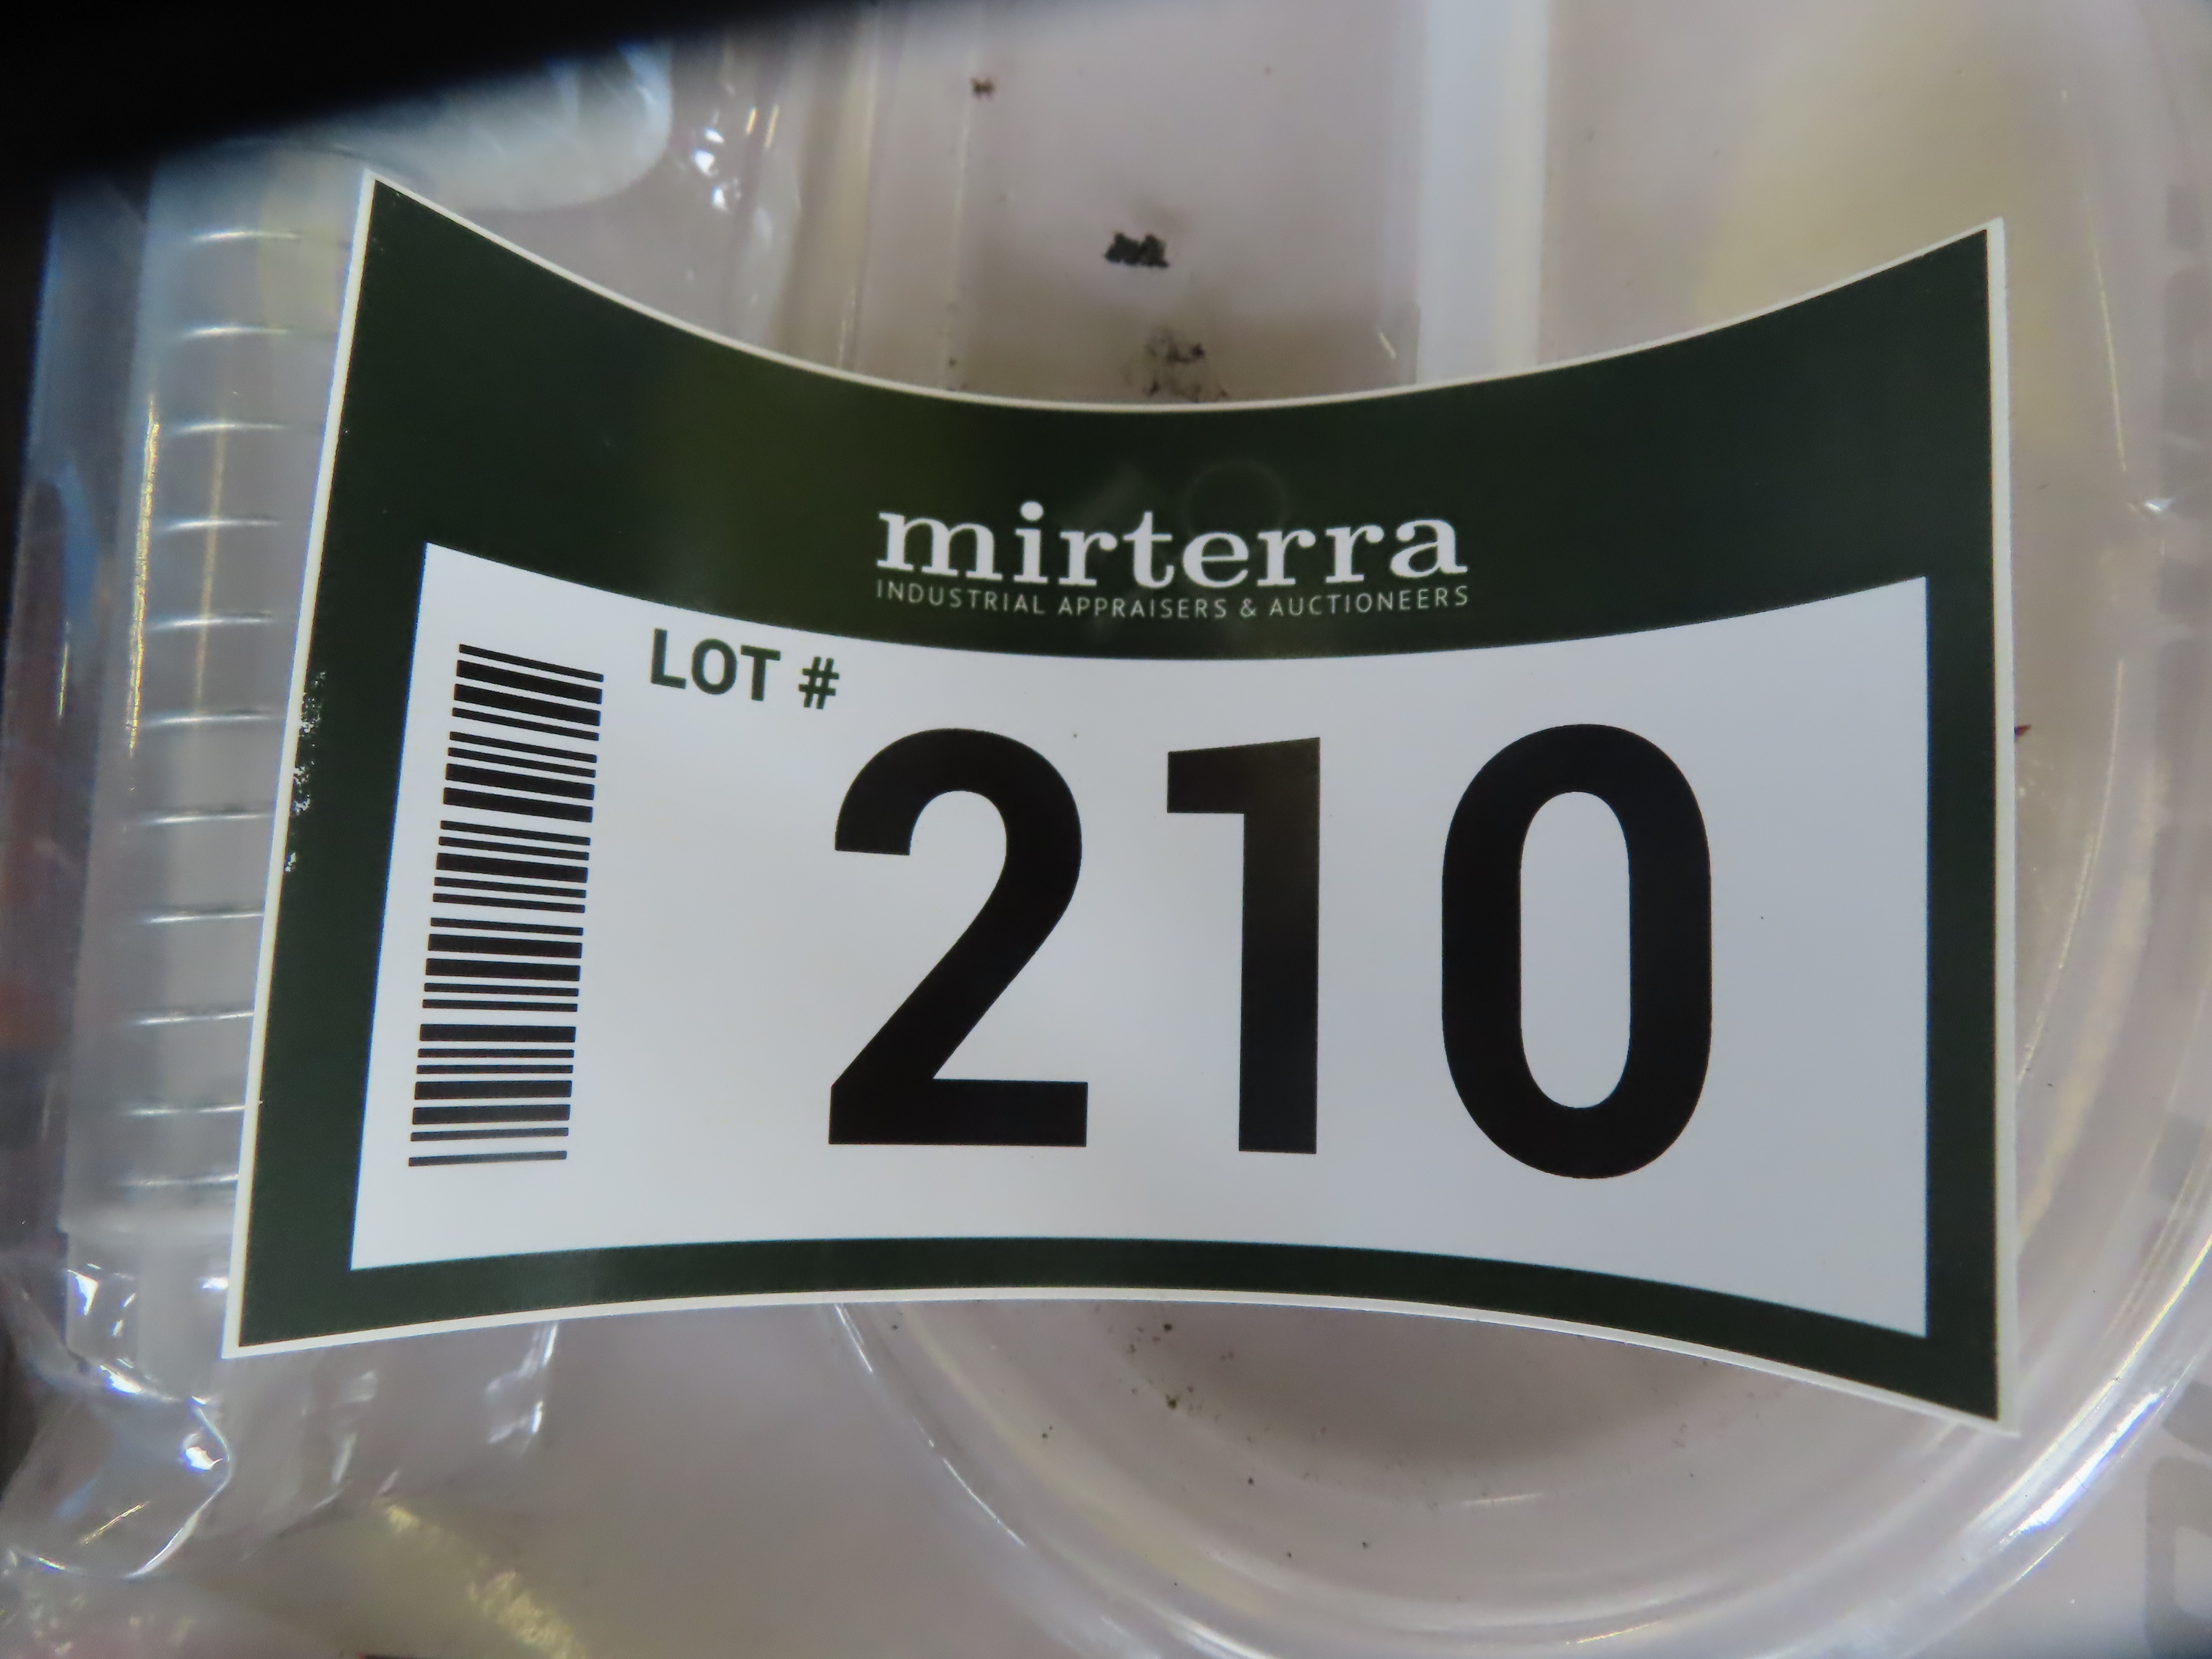 mirterra
INDUSTRIAL APPRAISERS & AUCTIONEERS
LOT #
210